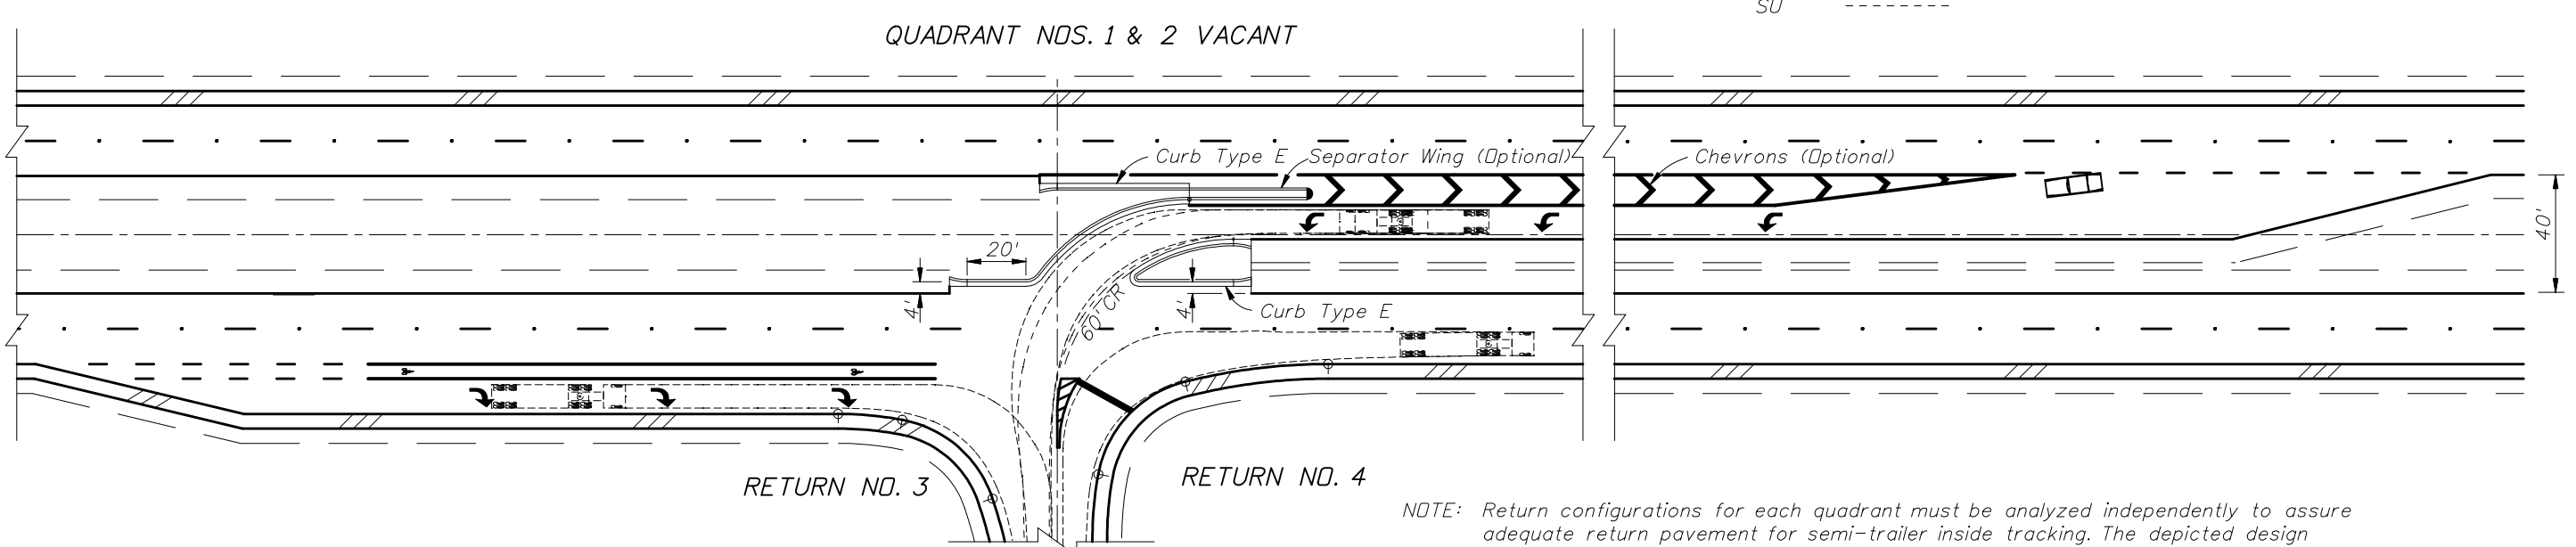 SU
QUADRANT NOS. 1 & 2 VACANT
Curb Type E
Separator Wing (Optional)
Chevrons (Optional)
20'
40'
4'
60' CR
4'
Curb Type E
RETURN NO. 3
RETURN NO. 4
NOTE: Return configurations for each quadrant must be analyzed independently to assure
adequate return pavement for semi-trailer inside tracking. The depicted design